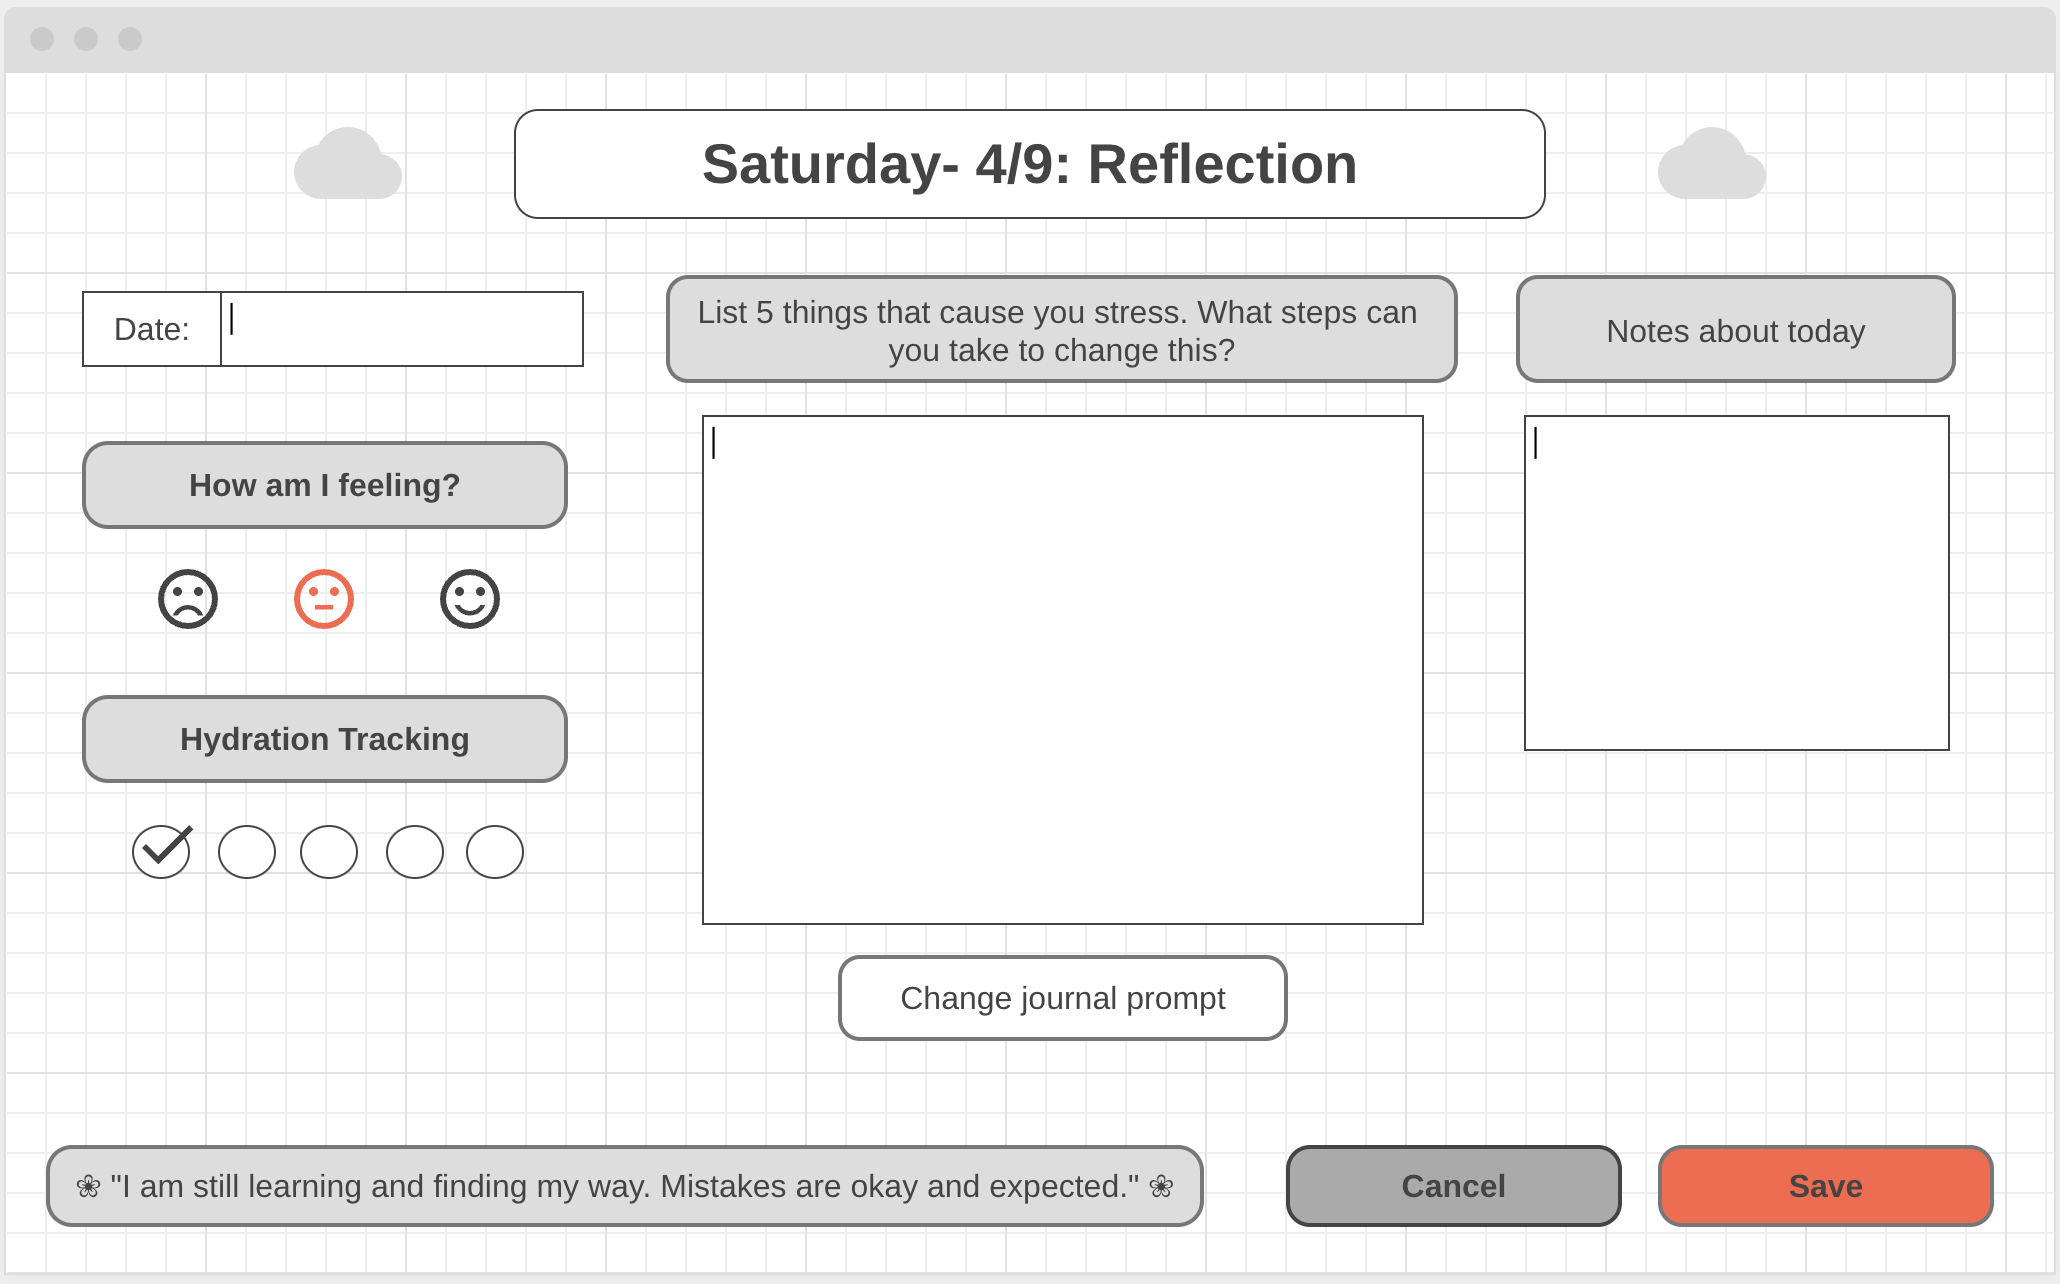 Saturday- 4/9: Reflection
Date:
List 5 things that cause you stress. What steps can
you take to change this?
Notes about today
How am I feeling?
Hydration Tracking
Change journal prompt
❀ "I am still learning and finding my way. Mistakes are okay and expected." ❀
Cancel
Save